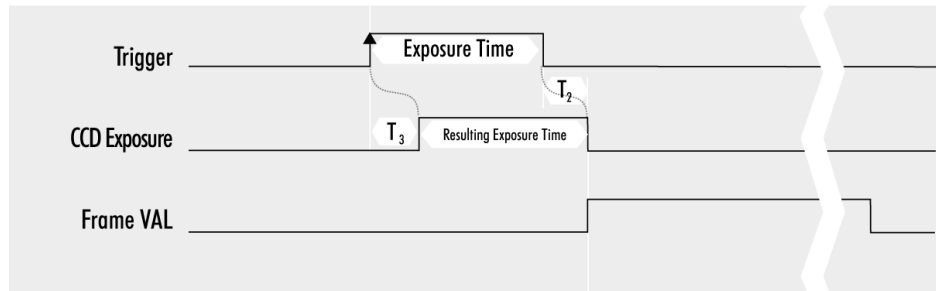 Trigger
Exposure Time
T2
CCD Exposure
T3
Resulting Exposure Time
Frame VAL